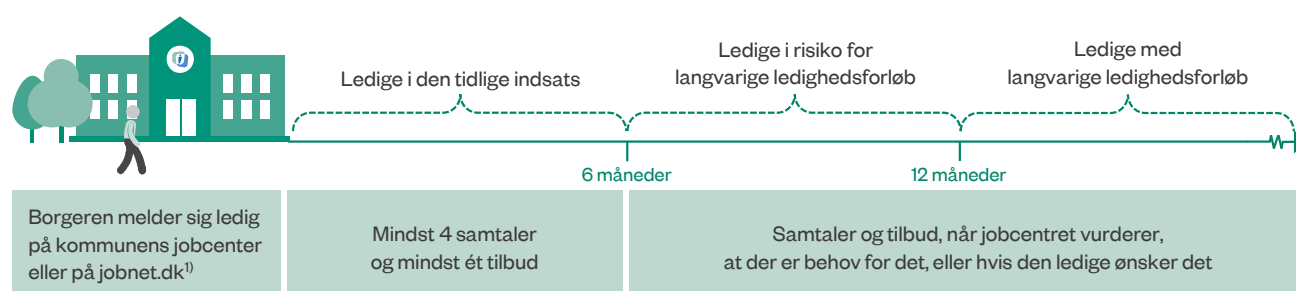 Ledige i den tidlige indsats
Ledige i risiko for
langvarige ledighedsforløb
Ledige med
langvarige ledighedsforløb
6 måneder
12 måneder
Borgeren melder sig ledig
på kommunens jobcenter
eller på jobnet.dk¹⁾
Mindst 4 samtaler
og mindst ét tilbud
Samtaler og tilbud, når jobcentret vurderer,
at der er behov for det, eller hvis den ledige ønsker det